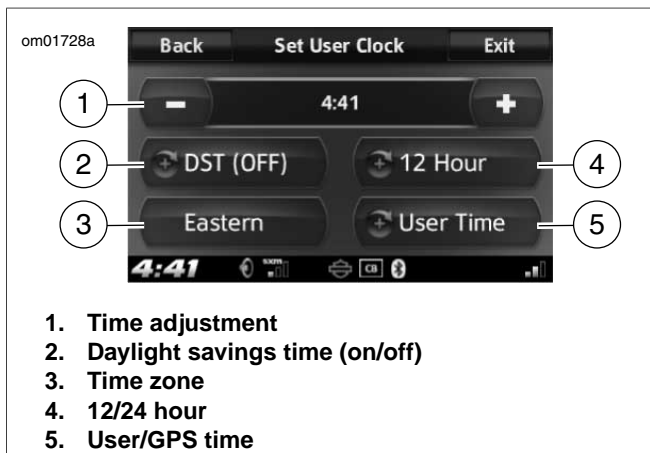 om01728a
Back Set User Clock Exit
1 - 4:41 +
2 DST (OFF) 12 Hour 4
3 Eastern User Time 5
4:41 sxm CB
1. Time adjustment
2. Daylight savings time (on/off)
3. Time zone
4. 12/24 hour
5. User/GPS time